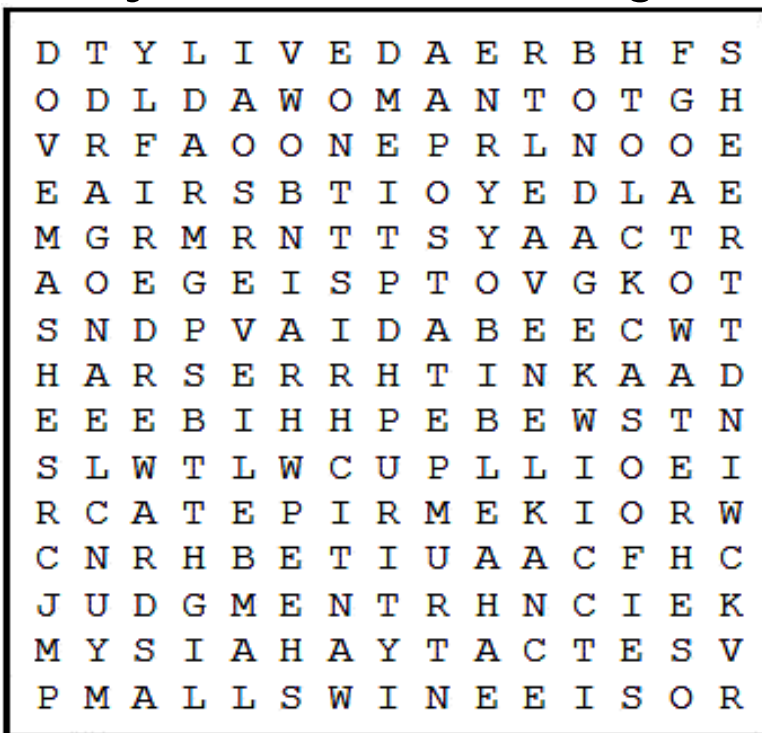 D T Y L I V E D A E R B H F S
O D L D A W O M A N T O T G H
V R F A O O N E P R L N O O E
E A I R S B T I O Y E D L A E
M G R M R N T T S Y A A C T R
A O E G E I S P T O V G K O T
S N D P V A I D A B E E C W T
H A R S E R R H T I N K A A D
E E E B I H H P E B E W S T N
S L W T L W C U P L L I O E I
R C A T E P I R M E K I O R W
C N R H B E T I U A A C F H C
J U D G M E N T R H N C I E K
M Y S I A H A Y T A C T E S V
P M A L L S W I N E E I S O R